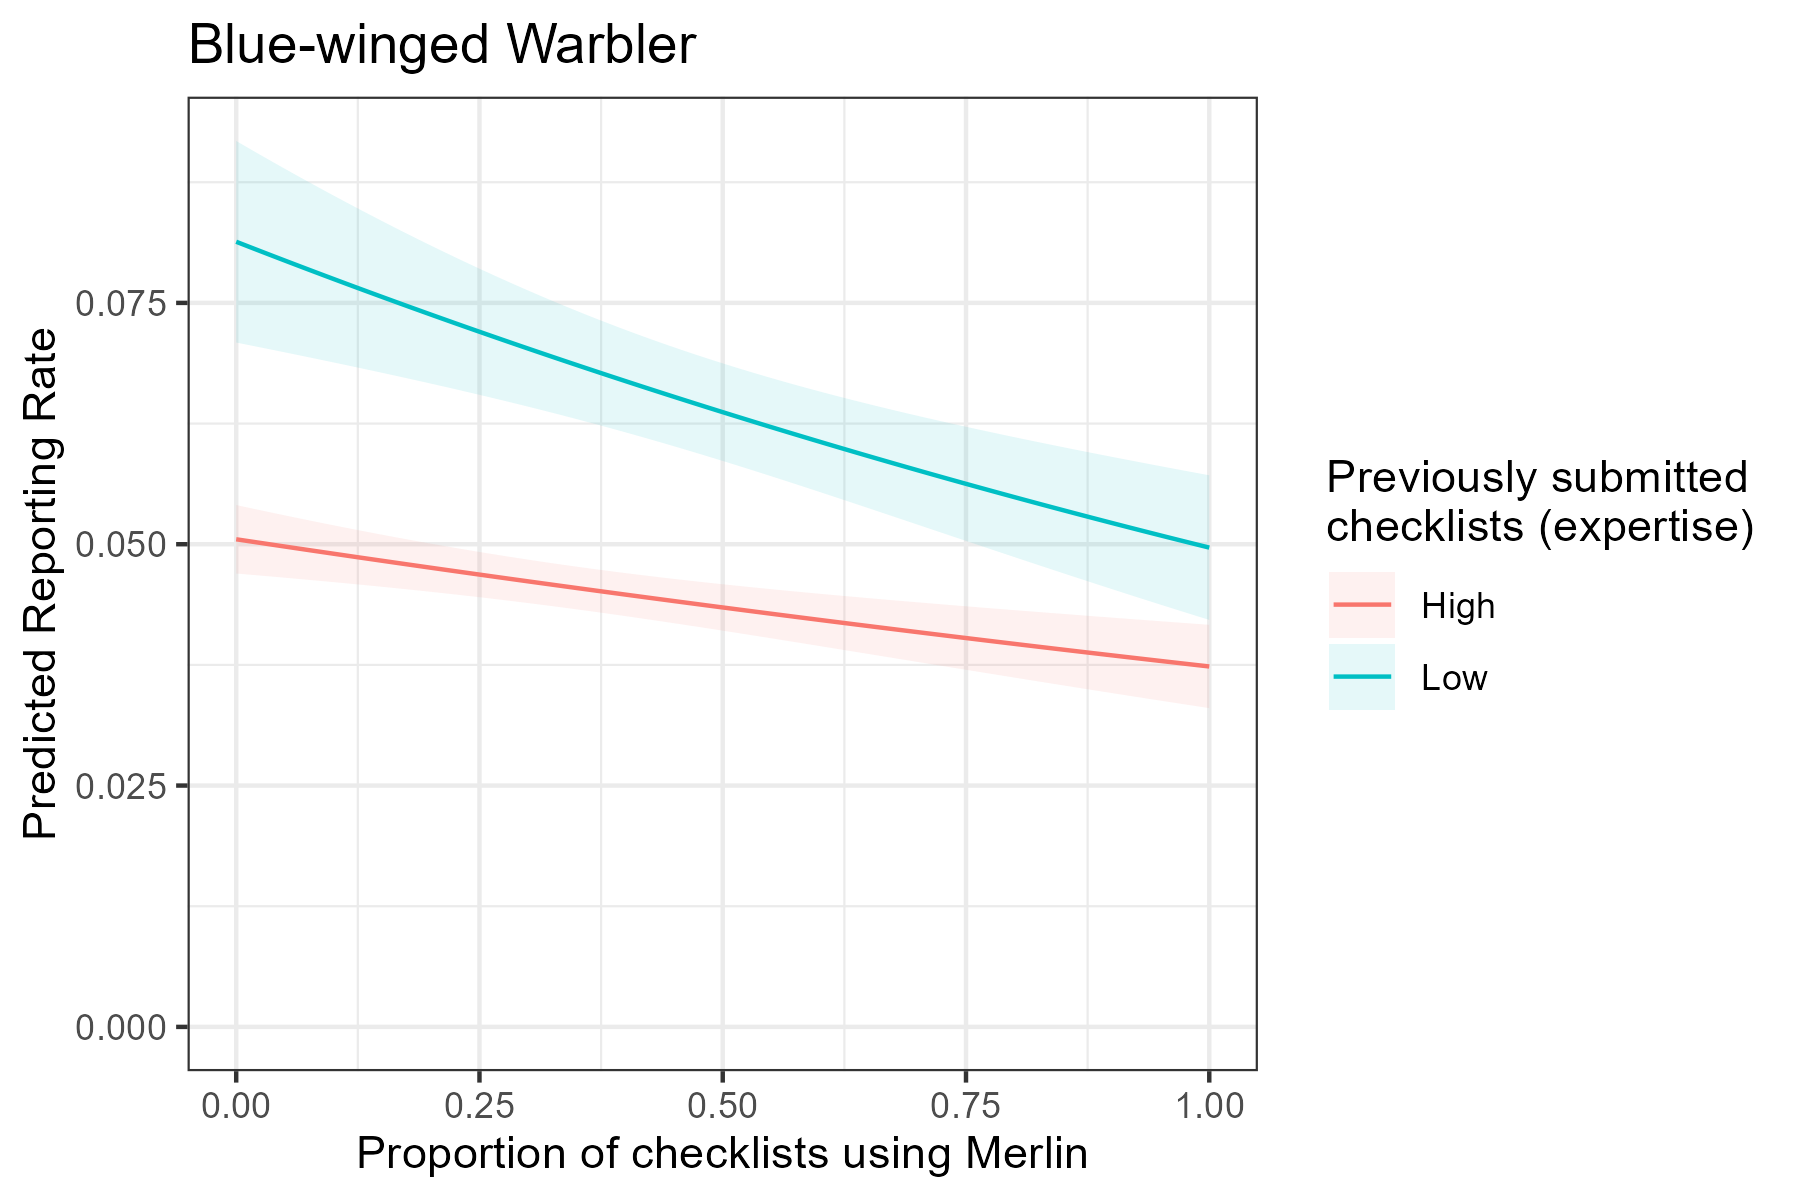 Blue-winged Warbler
Predicted Reporting Rate
0.075
0.050
0.025
0.000
0.00 0.25 0.50 0.75 1.00
Proportion of checklists using Merlin
Previously submitted
checklists (expertise)
High
Low